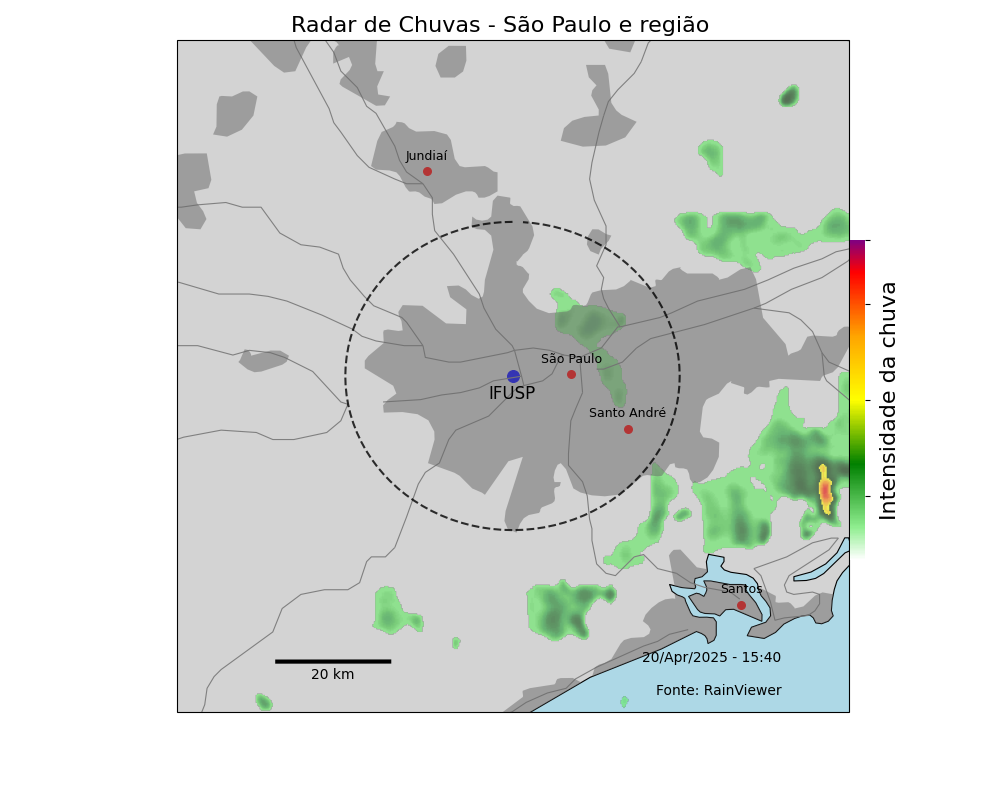 Radar de Chuvas - São Paulo e região
Jundiaí
São Paulo
IFUSP
Santo André
Intensidade da chuva
Santos
20/Apr/2025 - 15:40
20 km
Fonte: RainViewer